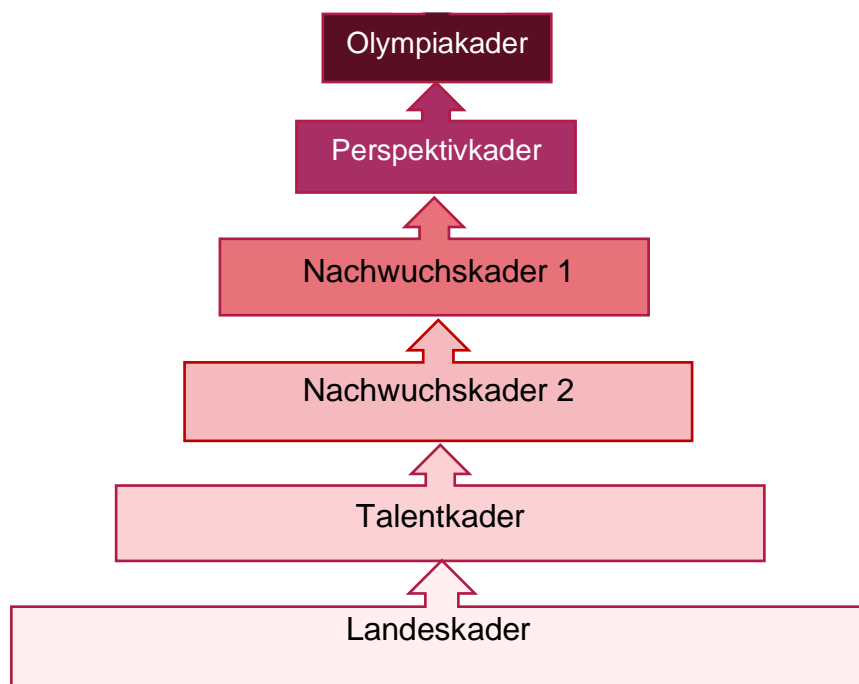 Olympiakader
Perspektivkader
Nachwuchskader 1
Nachwuchskader 2
Talentkader
Landeskader